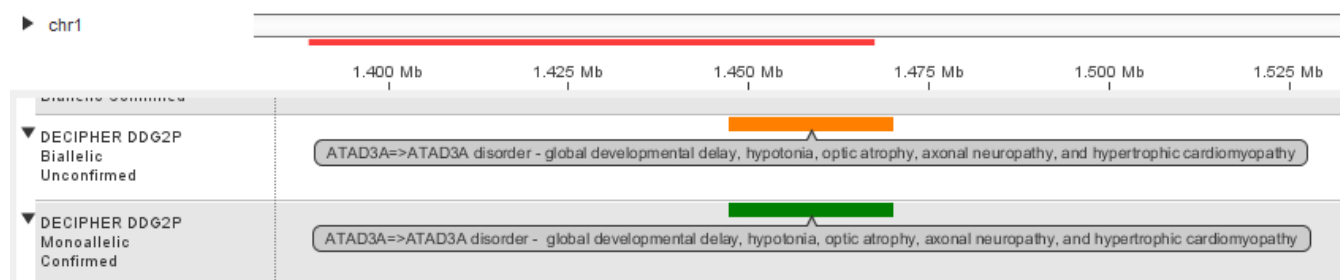 chr1
1.400 Mb 1.425 Mb 1.450 Mb 1.475 Mb 1.500 Mb 1.525 Mb
DECIPHER DDG2P
Biallelic
Unconfirmed
ATAD3A=>ATAD3A disorder - global developmental delay, hypotonia, optic atrophy, axonal neuropathy, and hypertrophic cardiomyopathy
DECIPHER DDG2P
Monoallelic
Confirmed
ATAD3A=>ATAD3A disorder -  global developmental delay, hypotonia, optic atrophy, axonal neuropathy, and hypertrophic cardiomyopathy